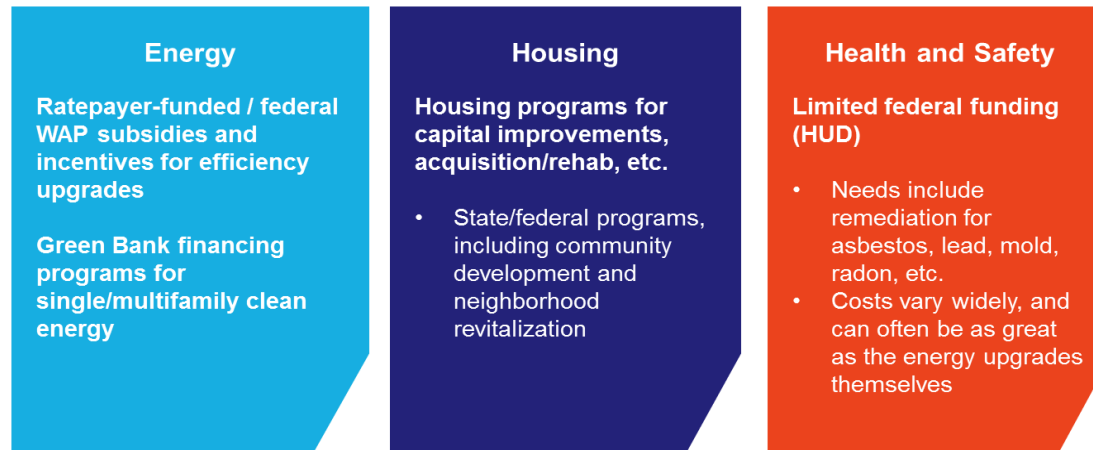 Energy
Ratepayer-funded / federal
WAP subsidies and
incentives for efficiency
upgrades
Green Bank financing
programs for
single/multifamily clean
energy
Housing
Housing programs for
capital improvements,
acquisition/rehab, etc.
• State/federal programs,
including community
development and
neighborhood
revitalization
Health and Safety
Limited federal funding
(HUD)
• Needs include
remediation for
asbestos, lead, mold,
radon, etc.
• Costs vary widely, and
can often be as great
as the energy upgrades
themselves